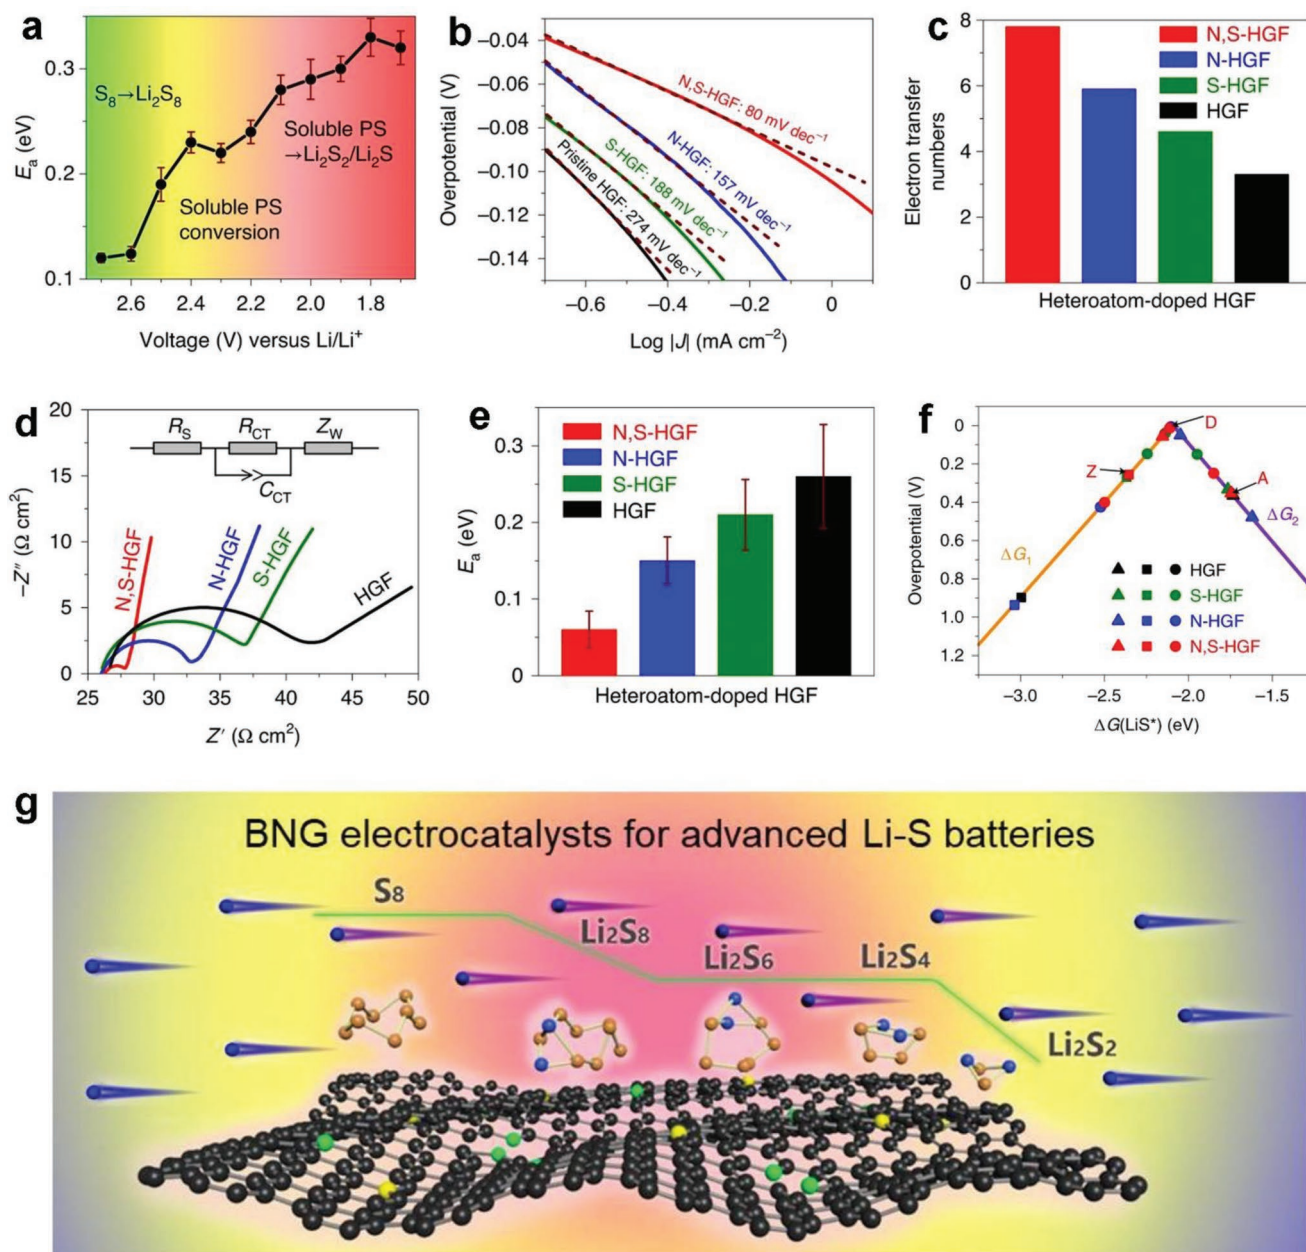 a
0.3
0.2
0.1
Eₐ (eV)
S₈→Li₂S₈
Soluble PS
→Li₂S₂/Li₂S
Soluble PS
conversion
2.6 2.4 2.2 2.0 1.8
Voltage (V) versus Li/Li⁺
b
−0.04
−0.06
−0.08
−0.10
−0.12
−0.14
Overpotential (V)
N,S-HGF: 80 mV dec⁻¹
N-HGF: 157 mV dec⁻¹
S-HGF: 188 mV dec⁻¹
Pristine HGF: 274 mV dec⁻¹
−0.6 −0.4 −0.2 0
Log |J| (mA cm⁻²)
c
8
6
4
2
0
Electron transfer
numbers
N,S-HGF
N-HGF
S-HGF
HGF
Heteroatom-doped HGF
d
20
15
10
5
0
−Z″ (Ω cm²)
R_S R_CT Z_W
C_CT
N,S-HGF
N-HGF
S-HGF
HGF
25 30 35 40 45 50
Z′ (Ω cm²)
e
0.3
0.2
0.1
0
Eₐ (eV)
N,S-HGF
N-HGF
S-HGF
HGF
Heteroatom-doped HGF
f
0
0.2
0.4
0.6
0.8
1.0
1.2
Overpotential (V)
D
Z
A
ΔG₁
ΔG₂
HGF
S-HGF
N-HGF
N,S-HGF
−3.0 −2.5 −2.0 −1.5
ΔG(LiS*) (eV)
g
BNG electrocatalysts for advanced Li-S batteries
S₈
Li₂S₈
Li₂S₆
Li₂S₄
Li₂S₂